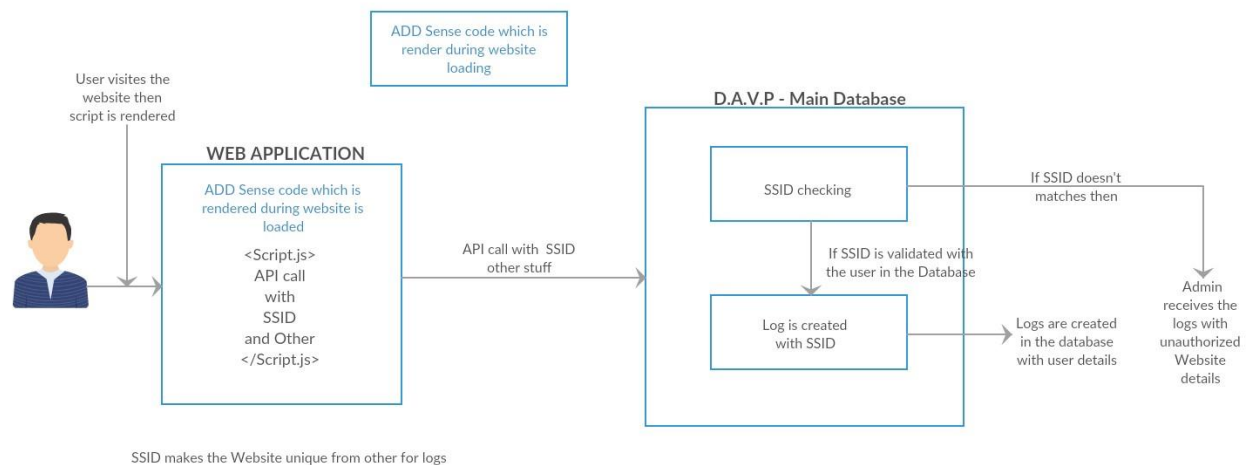 ADD Sense code which is
render during website
loading
User visites the
website then
script is rendered
WEB APPLICATION
ADD Sense code which is
rendered during website is
loaded
<Script.js>
API call
with
SSID
and Other
</Script.js>
API call with SSID
other stuff
D.A.V.P - Main Database
SSID checking
If SSID doesn't
matches then
If SSID is validated with
the user in the Database
Log is created
with SSID
Logs are created
in the database
with user details
Admin
receives the
logs with
unauthorized
Website
details
SSID makes the Website unique from other for logs